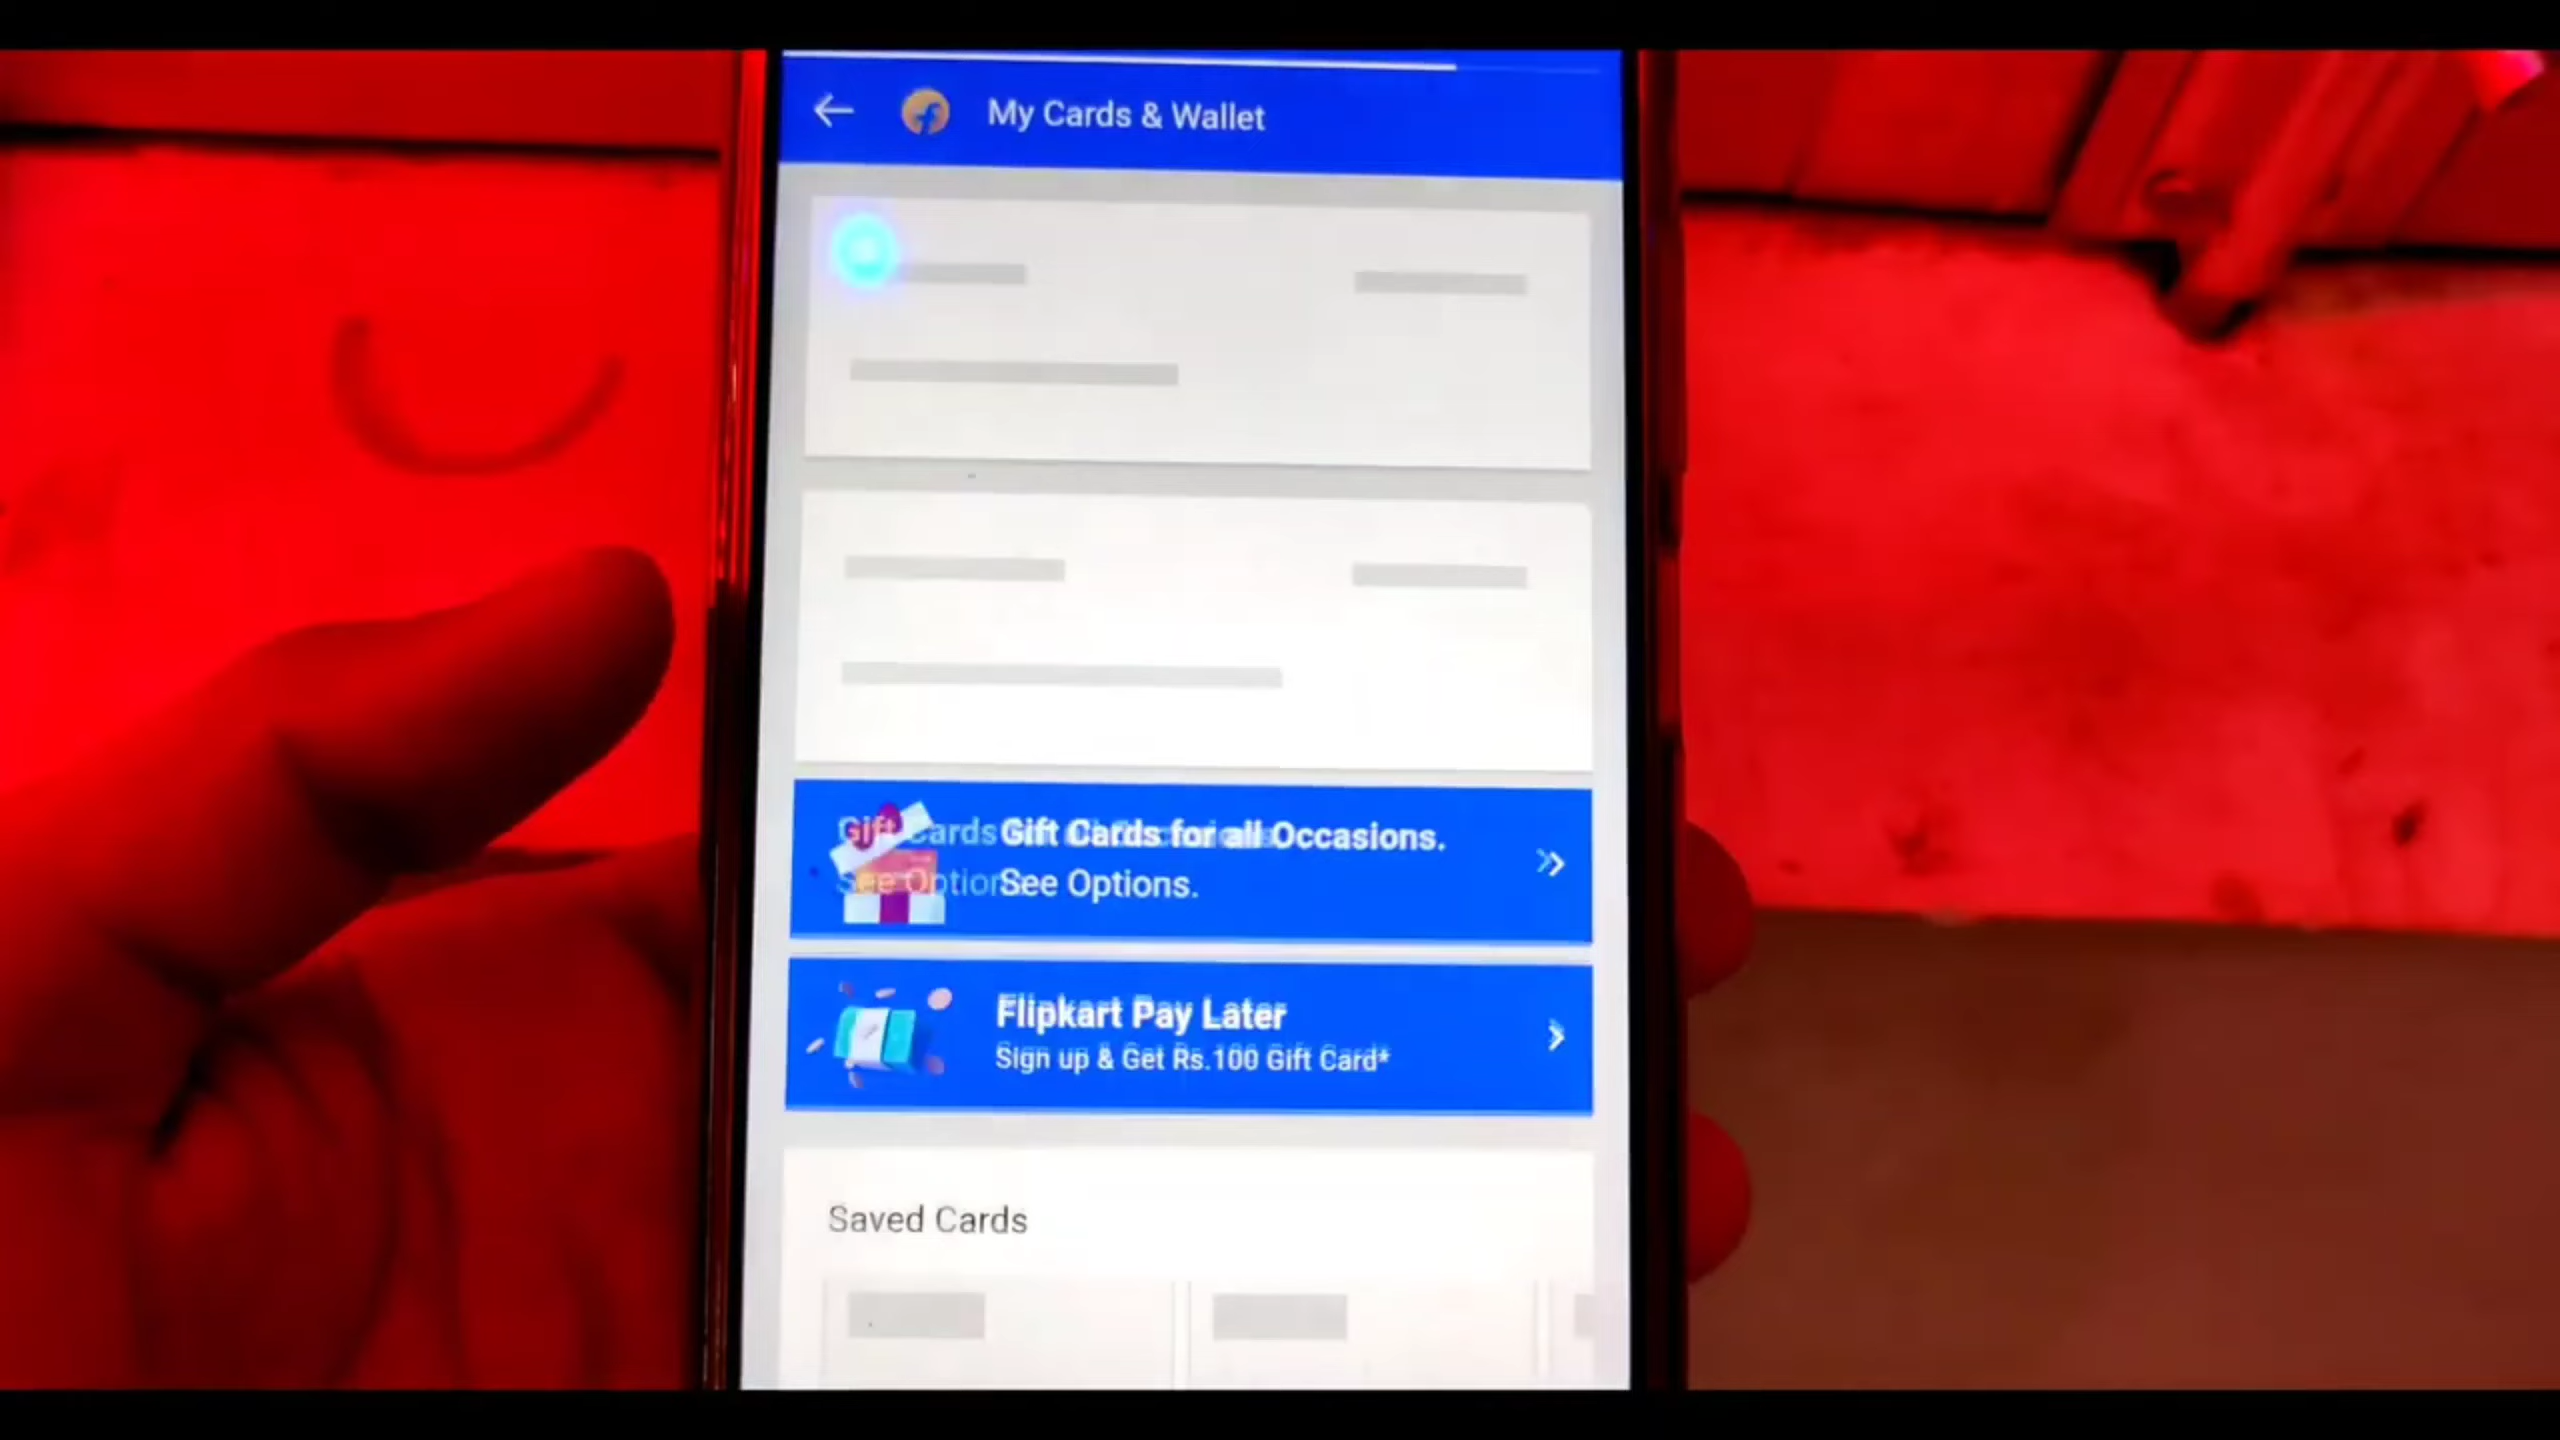 My Cards & Wallet
Gift Cards for all Occasions.
See Options.
Flipkart Pay Later
Sign up & Get Rs.100 Gift Card*
Saved Cards